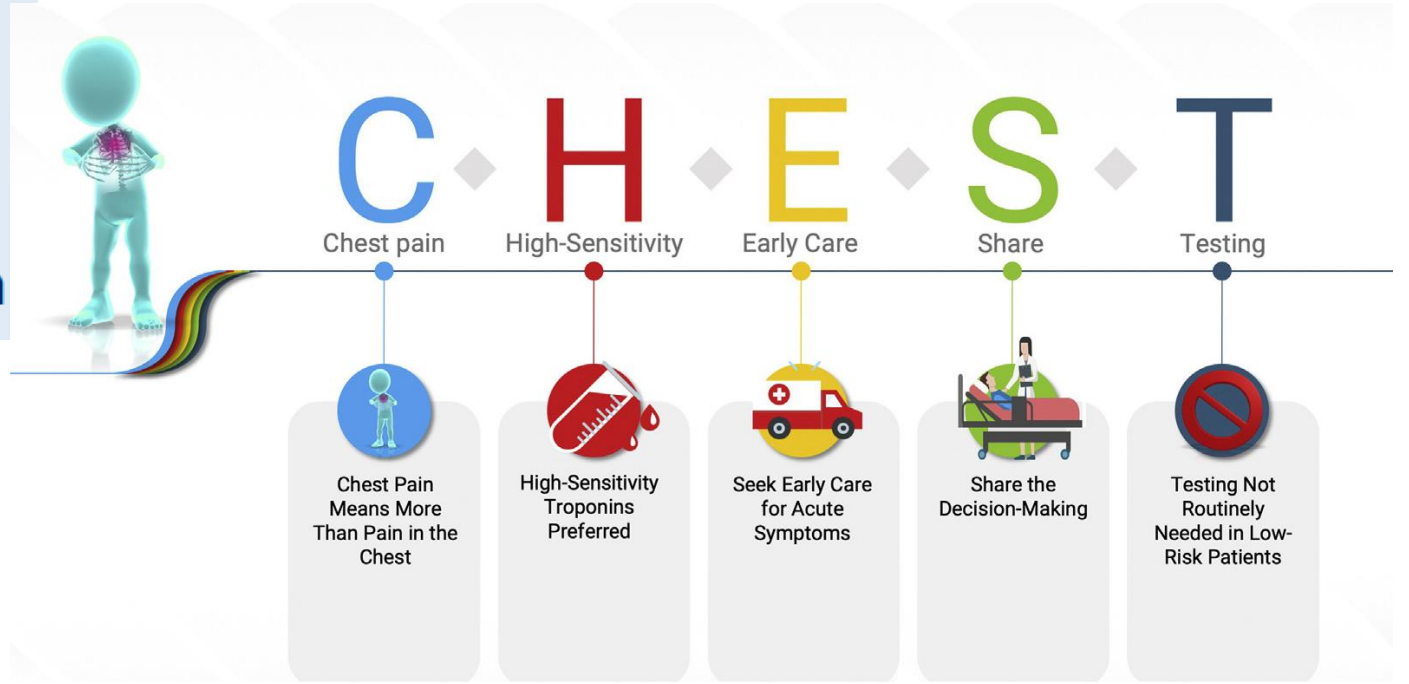 C H E S T
Chest pain
High-Sensitivity
Early Care
Share
Testing
Chest Pain
Means More
Than Pain in the
Chest
High-Sensitivity
Troponins
Preferred
Seek Early Care
for Acute
Symptoms
Share the
Decision-Making
Testing Not
Routinely
Needed in Low-
Risk Patients